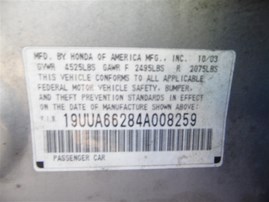 MFD. BY HONDA OF AMERICA MFG., INC. 10/03
GVWR 4525LBS GAWR F 2495LBS R 2075LBS
THIS VEHICLE CONFORMS TO ALL APPLICABLE
FEDERAL MOTOR VEHICLE SAFETY, BUMPER,
AND THEFT PREVENTION STANDARDS IN EFFECT
ON THE DATE OF MANUFACTURE SHOWN ABOVE.
V.I.N 19UUA66284A008259
PASSENGER CAR